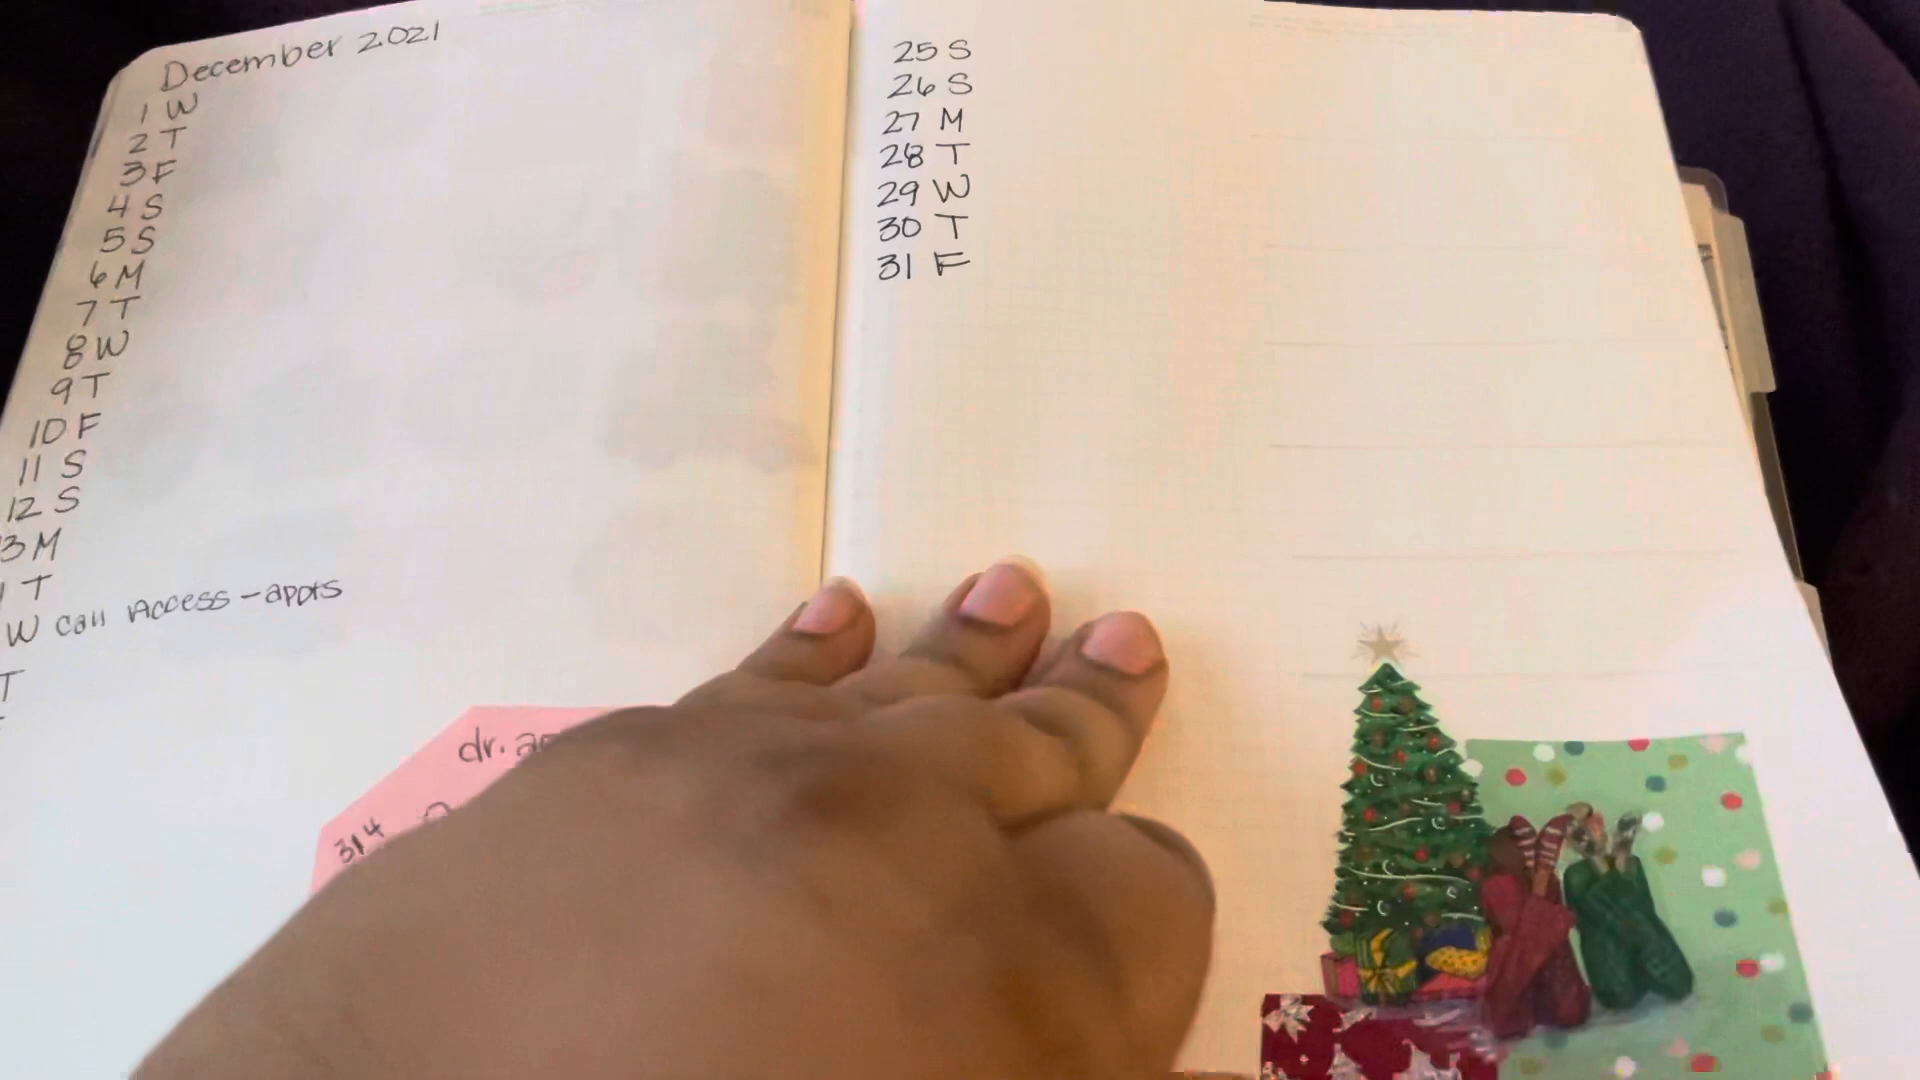 December 2021
1 W
2 T
3 F
4 S
5 S
6 M
7 T
8 W
9 T
10 F
11 S
12 S
3 M
T
W call Access - appts
T
dr.
314
25 S
26 S
27 M
28 T
29 W
30 T
31 F